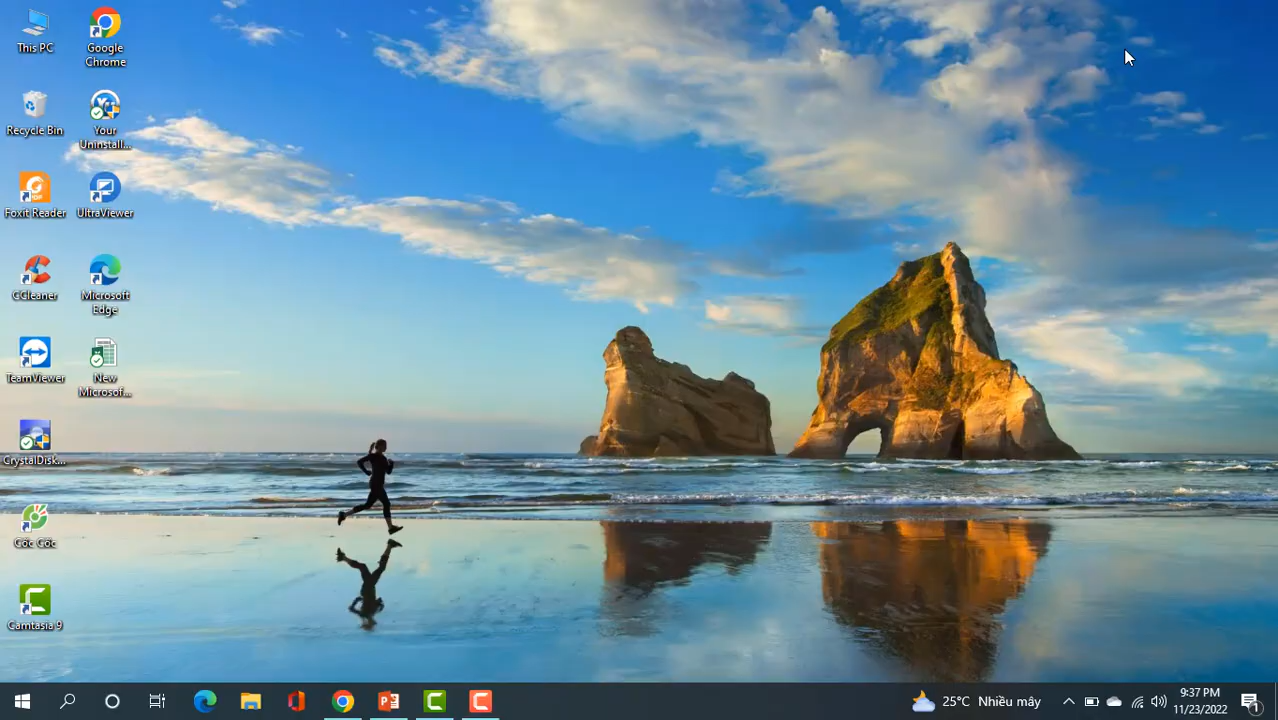 This PC
Google
Chrome
Recycle Bin
Your
Uninstall...
Foxit Reader
UltraViewer
CCleaner
Microsoft
Edge
TeamViewer
New
Microsof...
CrystalDisk...
Cốc Cốc
Camtasia 9
25°C Nhiều mây
9:37 PM
11/23/2022
1